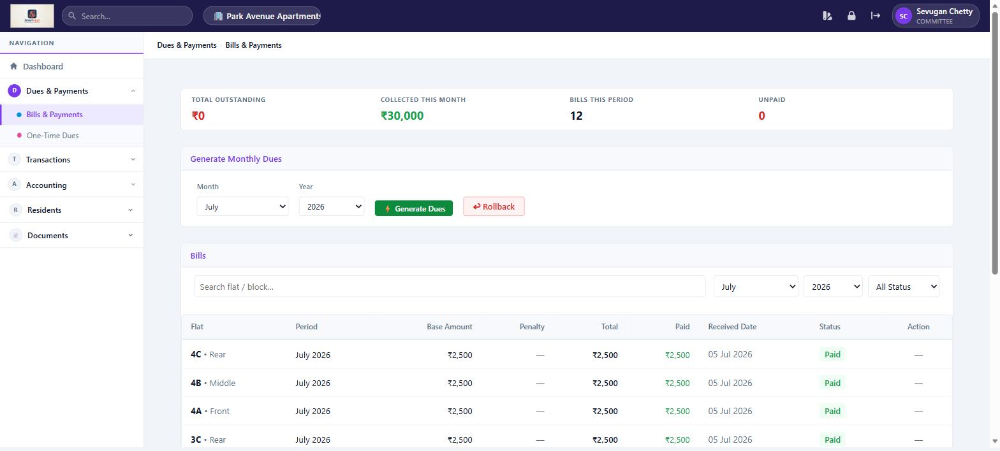 SmartAppt
Search...
Park Avenue Apartments
SC
Sevugan Chetty
COMMITTEE
NAVIGATION
Dashboard
D Dues & Payments
Bills & Payments
One-Time Dues
T Transactions
A Accounting
R Residents
Documents
Dues & Payments › Bills & Payments
TOTAL OUTSTANDING COLLECTED THIS MONTH BILLS THIS PERIOD UNPAID
₹0 ₹30,000 12 0
Generate Monthly Dues
Month Year
July 2026 Generate Dues Rollback
Bills
Search flat / block... July 2026 All Status
Flat Period Base Amount Penalty Total Paid Received Date Status Action
4C • Rear July 2026 ₹2,500 — ₹2,500 ₹2,500 05 Jul 2026 Paid —
4B • Middle July 2026 ₹2,500 — ₹2,500 ₹2,500 05 Jul 2026 Paid —
4A • Front July 2026 ₹2,500 — ₹2,500 ₹2,500 05 Jul 2026 Paid —
3C • Rear July 2026 ₹2,500 — ₹2,500 ₹2,500 05 Jul 2026 Paid —